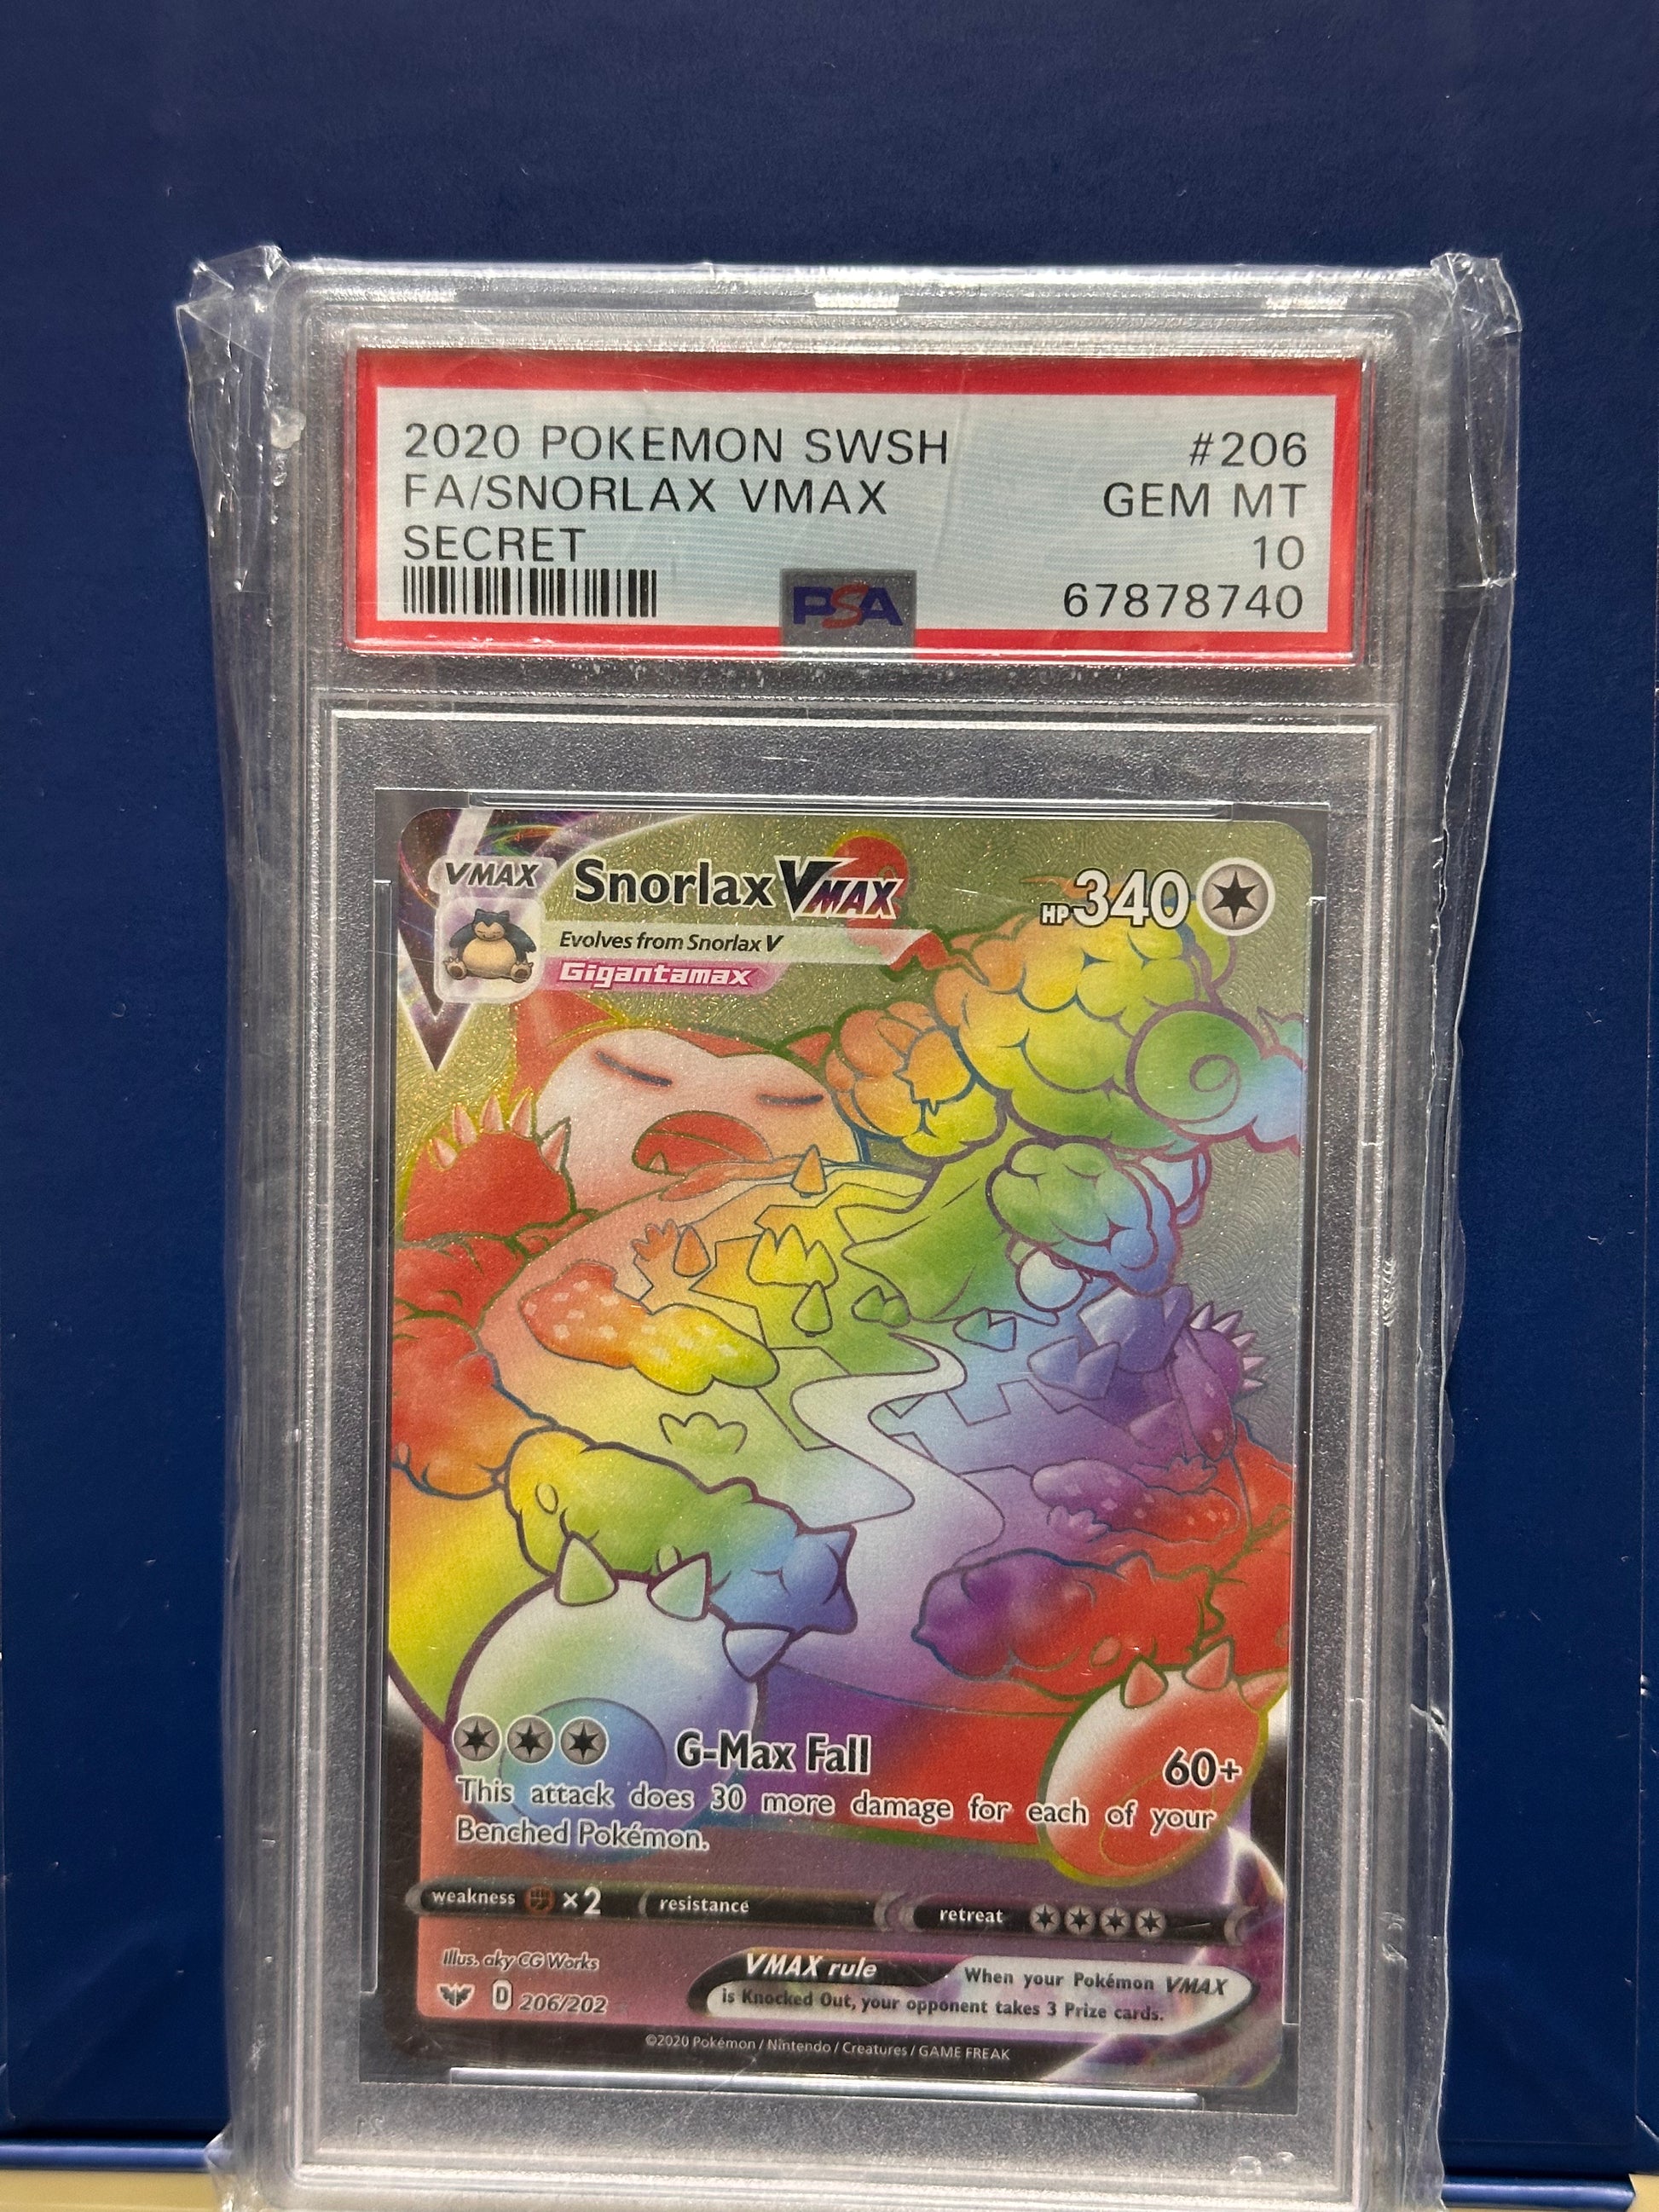 2020 POKEMON SWSH #206
FA/SNORLAX VMAX GEM MT
SECRET 10
PSA 67878740
VMAX Snorlax VMAX HP 340
Evolves from Snorlax V
Gigantamax
G-Max Fall 60+
This attack does 30 more damage for each of your
Benched Pokémon.
weakness ×2 resistance retreat
Illus. aky CG Works
VMAX rule When your Pokémon VMAX
is Knocked Out, your opponent takes 3 Prize cards.
D 206/202
©2020 Pokémon / Nintendo / Creatures / GAME FREAK